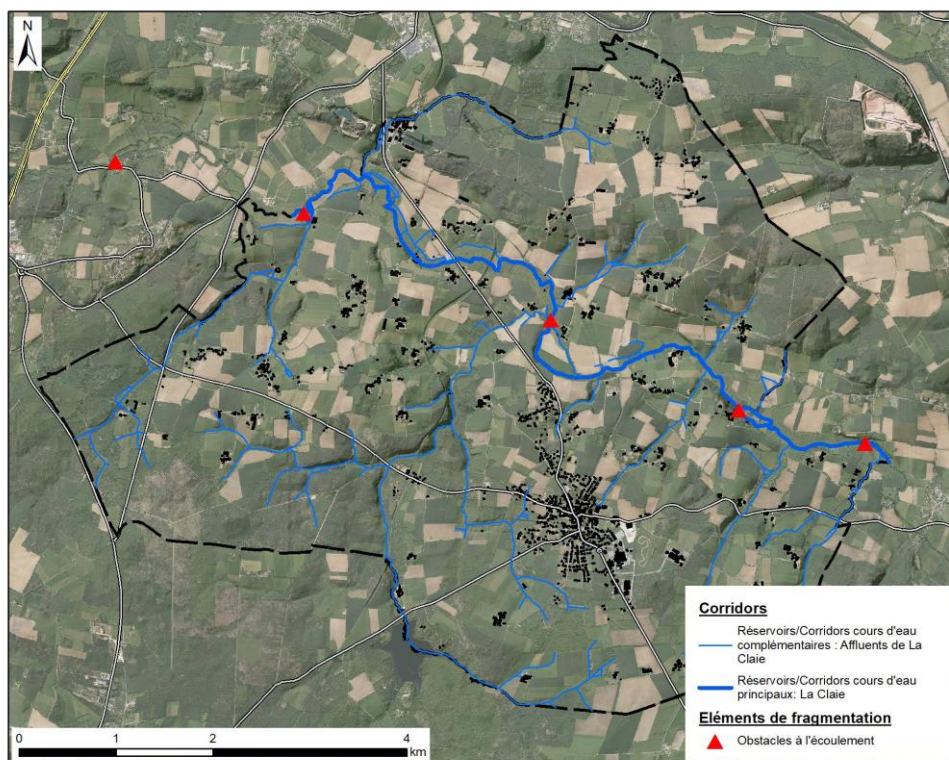 N
Corridors
Réservoirs/Corridors cours d'eau
complémentaires : Affluents de La
Claie
Réservoirs/Corridors cours d'eau
principaux: La Claie
Eléments de fragmentation
Obstacles à l'écoulement
0 1 2 4
km